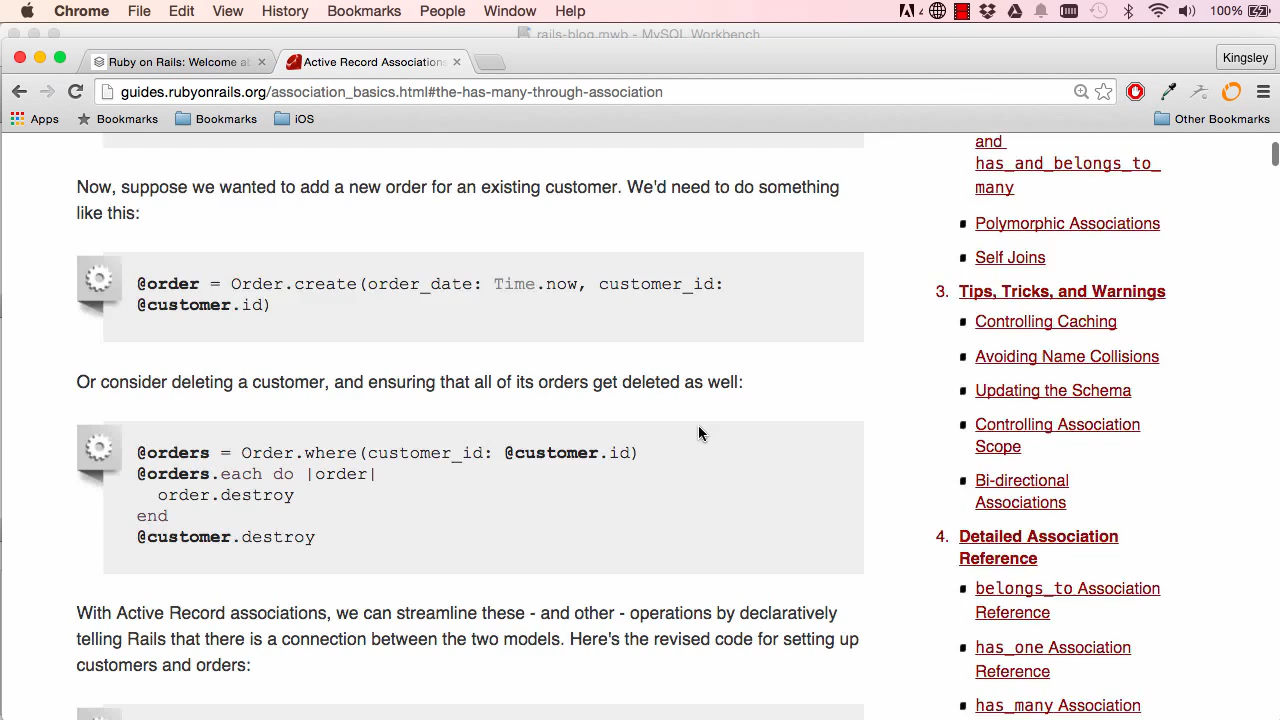 Chrome File Edit View History Bookmarks People Window Help 4 100%
rails-blog.mwb - MySQL Workbench
Ruby on Rails: Welcome a
Active Record Associations
Kingsley
guides.rubyonrails.org/association_basics.html#the-has-many-through-association
Apps Bookmarks Bookmarks iOS Other Bookmarks
Now, suppose we wanted to add a new order for an existing customer. We'd need to do something
like this:
@order = Order.create(order_date: Time.now, customer_id:
@customer.id)
Or consider deleting a customer, and ensuring that all of its orders get deleted as well:
@orders = Order.where(customer_id: @customer.id)
@orders.each do |order|
  order.destroy
end
@customer.destroy
With Active Record associations, we can streamline these - and other - operations by declaratively
telling Rails that there is a connection between the two models. Here's the revised code for setting up
customers and orders:
and
has_and_belongs_to_
many
Polymorphic Associations
Self Joins
3. Tips, Tricks, and Warnings
Controlling Caching
Avoiding Name Collisions
Updating the Schema
Controlling Association
Scope
Bi-directional
Associations
4. Detailed Association
Reference
belongs_to Association
Reference
has_one Association
Reference
has_many Association